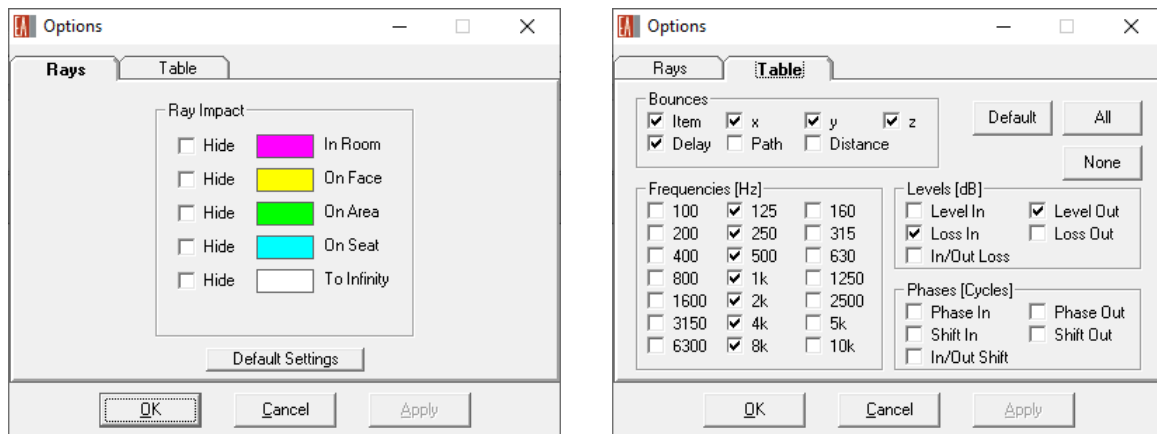 EA Options
Rays Table
Ray Impact
Hide In Room
Hide On Face
Hide On Area
Hide On Seat
Hide To Infinity
Default Settings
OK Cancel Apply
EA Options
Rays Table
Bounces
Item x y z
Delay Path Distance
Default All
None
Frequencies [Hz]
100 125 160
200 250 315
400 500 630
800 1k 1250
1600 2k 2500
3150 4k 5k
6300 8k 10k
Levels [dB]
Level In Level Out
Loss In Loss Out
In/Out Loss
Phases [Cycles]
Phase In Phase Out
Shift In Shift Out
In/Out Shift
OK Cancel Apply